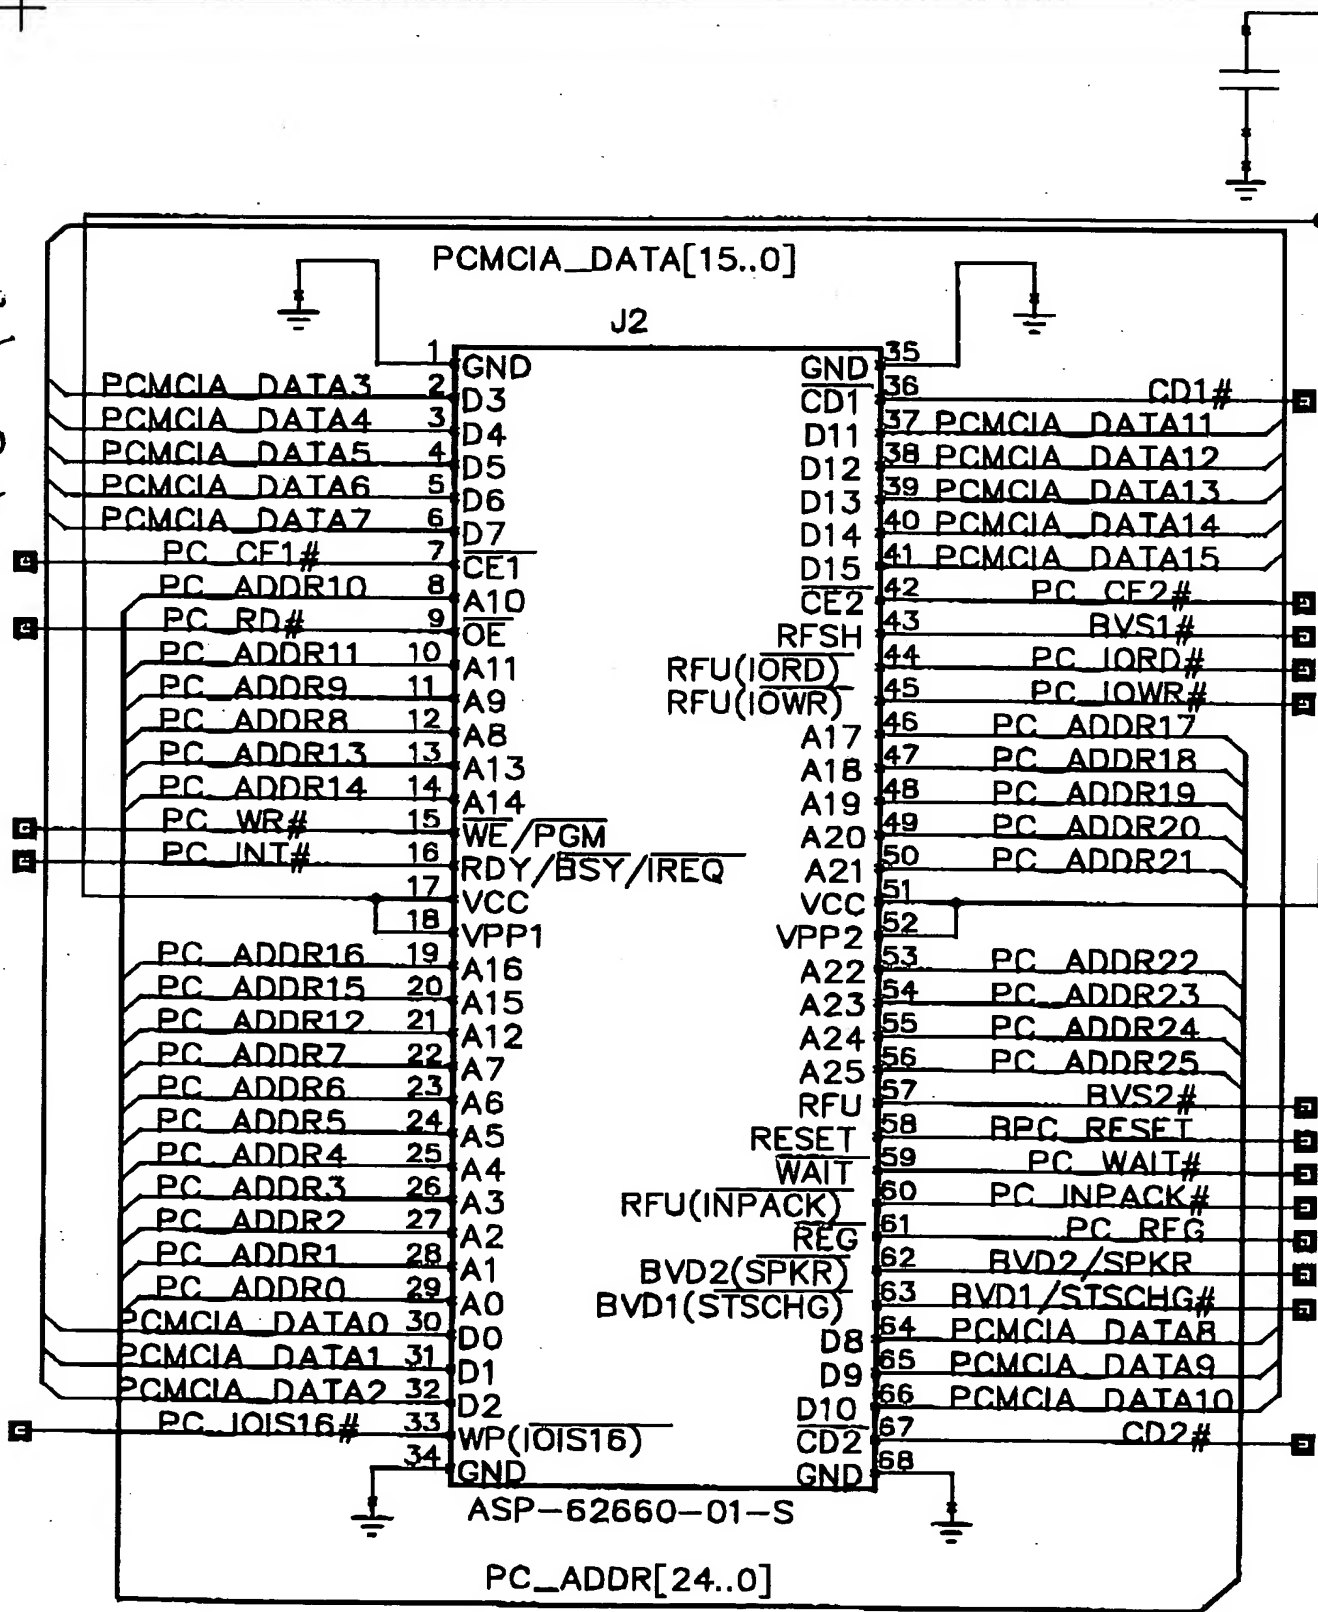 PCMCIA_DATA[15..0]
J2
1 GND GND 35
PCMCIA_DATA3 2 D3 CD1 36 CD1#
PCMCIA_DATA4 3 D4 D11 37 PCMCIA_DATA11
PCMCIA_DATA5 4 D5 D12 38 PCMCIA_DATA12
PCMCIA_DATA6 5 D6 D13 39 PCMCIA_DATA13
PCMCIA_DATA7 6 D7 D14 40 PCMCIA_DATA14
PC_CE1# 7 CE1 D15 41 PCMCIA_DATA15
PC_ADDR10 8 A10 CE2 42 PC_CE2#
PC_RD# 9 OE RFSH 43 BVS1#
PC_ADDR11 10 A11 RFU(IORD) 44 PC_IORD#
PC_ADDR9 11 A9 RFU(IOWR) 45 PC_IOWR#
PC_ADDR8 12 A8 A17 46 PC_ADDR17
PC_ADDR13 13 A13 A18 47 PC_ADDR18
PC_ADDR14 14 A14 A19 48 PC_ADDR19
PC_WR# 15 WE/PGM A20 49 PC_ADDR20
PC_INT# 16 RDY/BSY/IREQ A21 50 PC_ADDR21
17 VCC VCC 51
18 VPP1 VPP2 52
PC_ADDR16 19 A16 A22 53 PC_ADDR22
PC_ADDR15 20 A15 A23 54 PC_ADDR23
PC_ADDR12 21 A12 A24 55 PC_ADDR24
PC_ADDR7 22 A7 A25 56 PC_ADDR25
PC_ADDR6 23 A6 RFU 57 BVS2#
PC_ADDR5 24 A5 RESET 58 BPC_RESET
PC_ADDR4 25 A4 WAIT 59 PC_WAIT#
PC_ADDR3 26 A3 RFU(INPACK) 60 PC_INPACK#
PC_ADDR2 27 A2 REG 61 PC_REG
PC_ADDR1 28 A1 BVD2(SPKR) 62 BVD2/SPKR
PC_ADDR0 29 A0 BVD1(STSCHG) 63 BVD1/STSCHG#
PCMCIA_DATA0 30 D0 D8 64 PCMCIA_DATA8
PCMCIA_DATA1 31 D1 D9 65 PCMCIA_DATA9
PCMCIA_DATA2 32 D2 D10 66 PCMCIA_DATA10
PC_IOIS16# 33 WP(IOIS16) CD2 67 CD2#
34 GND GND 68
ASP-62660-01-S
PC_ADDR[24..0]